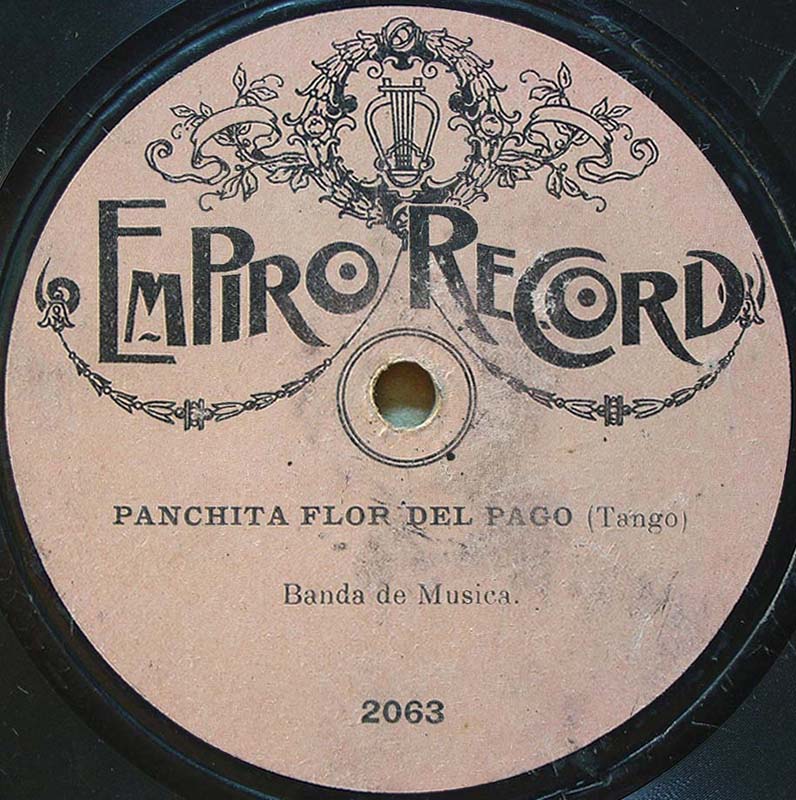 EMPIRO RECORD
PANCHITA FLOR DEL PAGO (Tango)
Banda de Musica.
2063